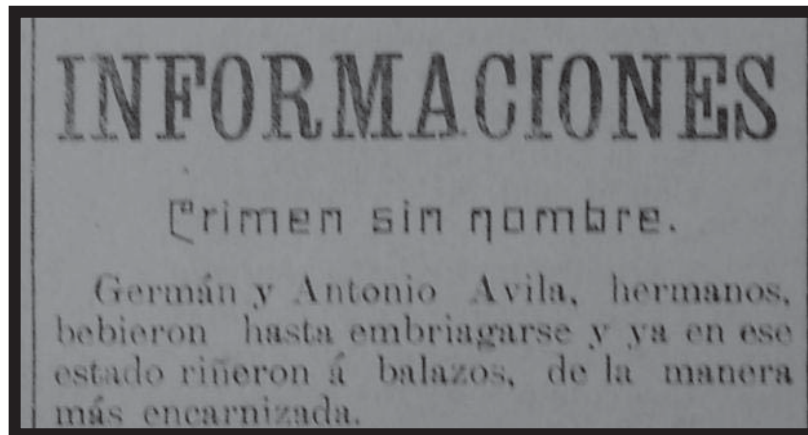 INFORMACIONES
Crimen sin nombre.
Germán y Antonio Avila, hermanos,
bebieron hasta embriagarse y ya en ese
estado riñeron á balazos, de la manera
más encarnizada.